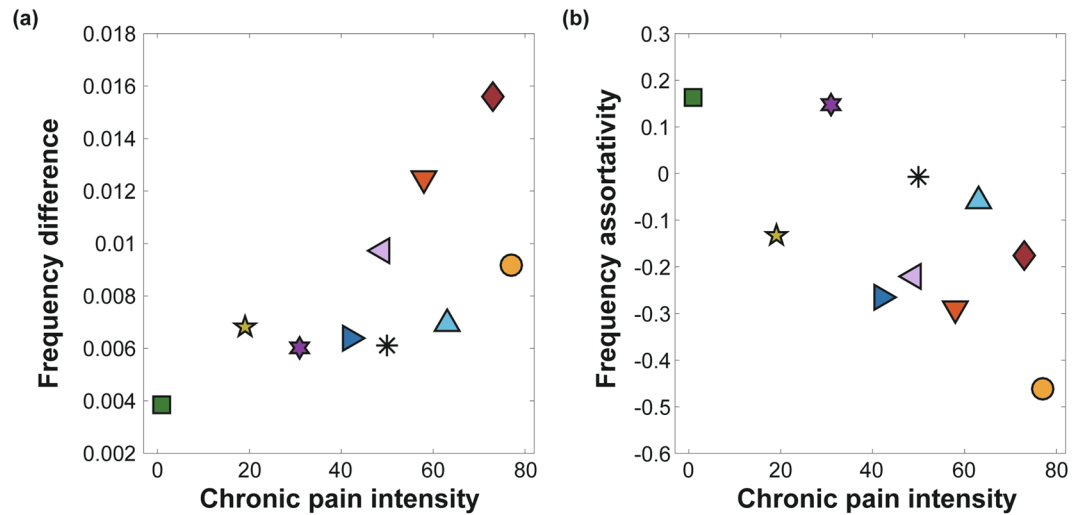 (a)
0.018
0.016
0.014
0.012
0.01
0.008
0.006
0.004
0.002
Frequency difference
0 20 40 60 80
Chronic pain intensity
(b)
0.3
0.2
0.1
0
-0.1
-0.2
-0.3
-0.4
-0.5
-0.6
Frequency assortativity
0 20 40 60 80
Chronic pain intensity